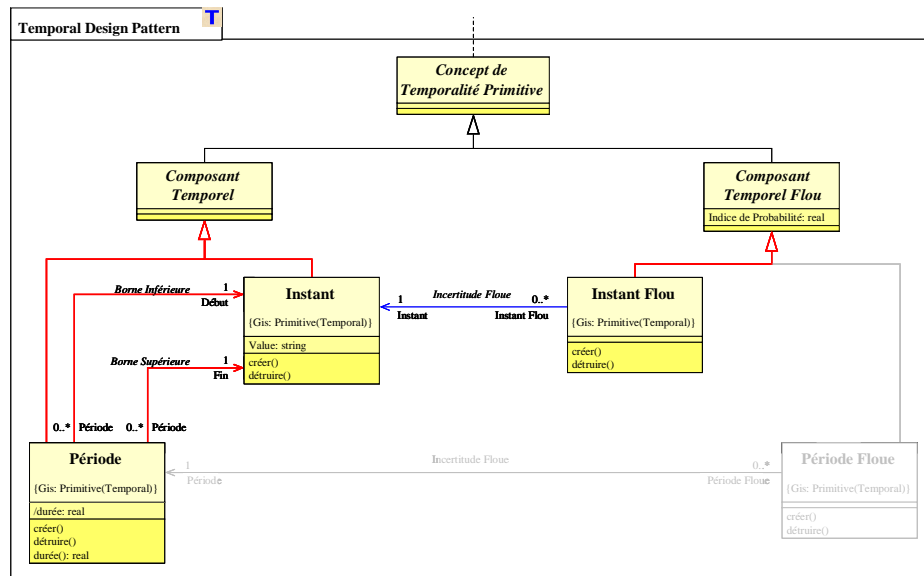 Temporal Design Pattern
T
Concept de
Temporalité Primitive
Composant
Temporel
Composant
Temporel Flou
Indice de Probabilité: real
Borne Inférieure
1
Début
Instant
{Gis: Primitive(Temporal)}
Value: string
créer()
détruire()
1
Instant
Incertitude Floue
0..*
Instant Flou
Instant Flou
{Gis: Primitive(Temporal)}
créer()
détruire()
Borne Supérieure
1
Fin
0..*
Période
0..*
Période
Période
{Gis: Primitive(Temporal)}
/durée: real
créer()
détruire()
durée(): real
1
Période
Incertitude Floue
0..*
Période Floue
Période Floue
{Gis: Primitive(Temporal)}
créer()
détruire()